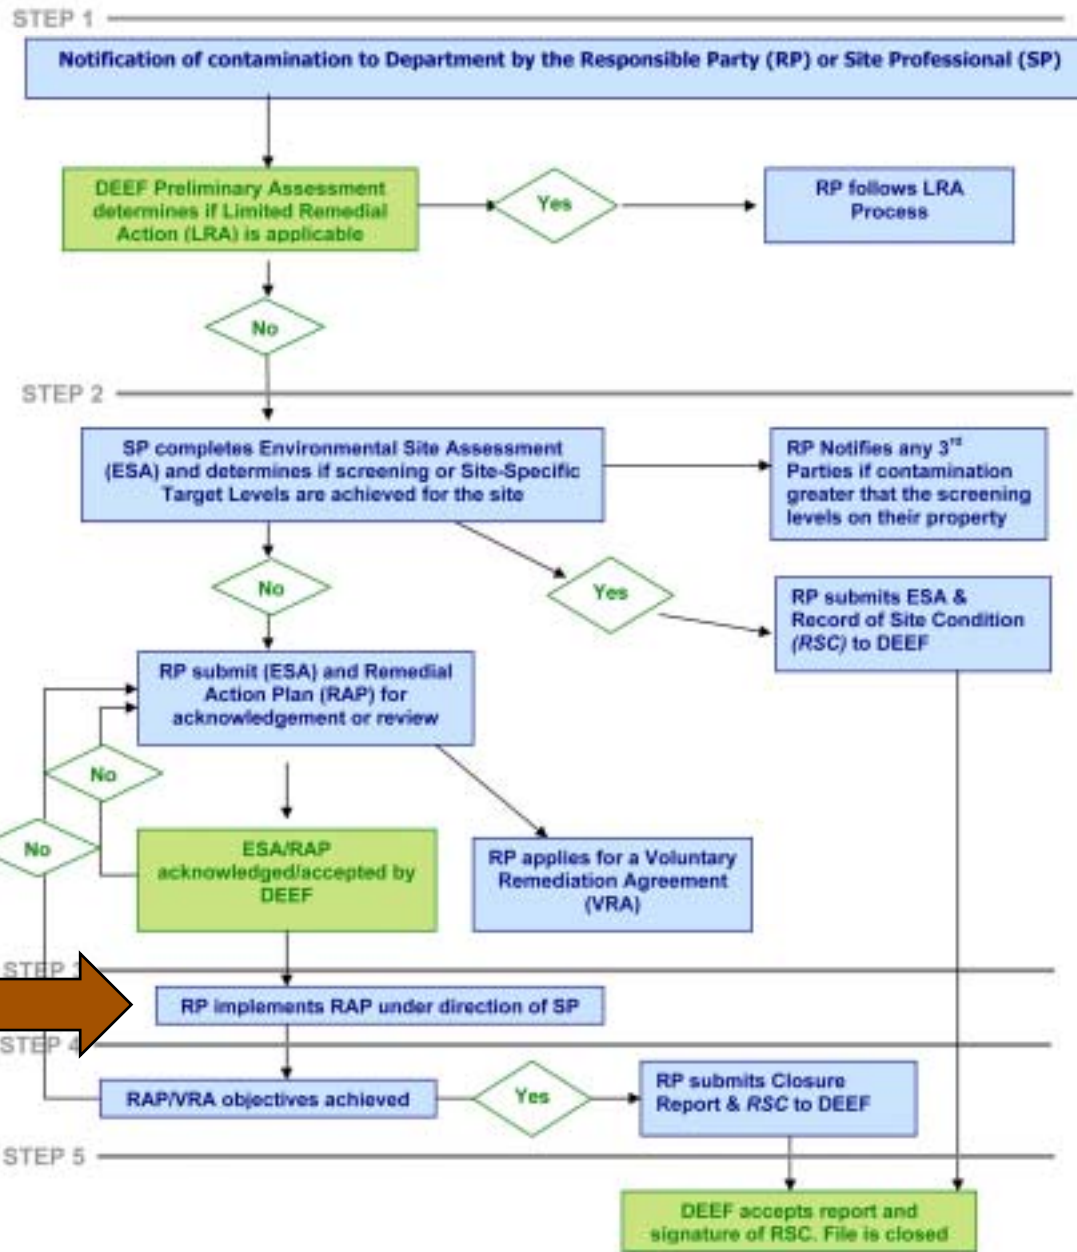 STEP 1
Notification of contamination to Department by the Responsible Party (RP) or Site Professional (SP)
DEEF Preliminary Assessment
determines if Limited Remedial
Action (LRA) is applicable
Yes
RP follows LRA
Process
No
STEP 2
SP completes Environmental Site Assessment
(ESA) and determines if screening or Site-Specific
Target Levels are achieved for the site
RP Notifies any 3rd
Parties if contamination
greater that the screening
levels on their property
No
Yes
RP submits ESA &
Record of Site Condition
(RSC) to DEEF
RP submit (ESA) and Remedial
Action Plan (RAP) for
acknowledgement or review
No
No
ESA/RAP
acknowledged/accepted by
DEEF
RP applies for a Voluntary
Remediation Agreement
(VRA)
STEP 3
RP implements RAP under direction of SP
STEP 4
RAP/VRA objectives achieved
Yes
RP submits Closure
Report & RSC to DEEF
STEP 5
DEEF accepts report and
signature of RSC. File is closed